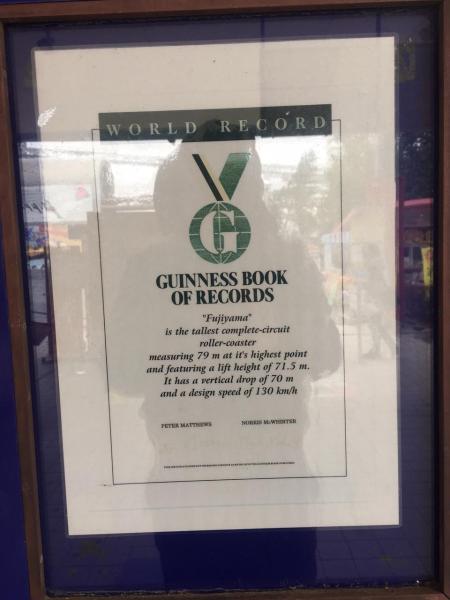 WORLD RECORD
G
GUINNESS BOOK
OF RECORDS
"Fujiyama"
is the tallest complete-circuit
roller-coaster
measuring 79 m at it's highest point
and featuring a lift height of 71.5 m.
It has a vertical drop of 70 m
and a design speed of 130 km/h
PETER MATTHEWS NORRIS McWHIRTER